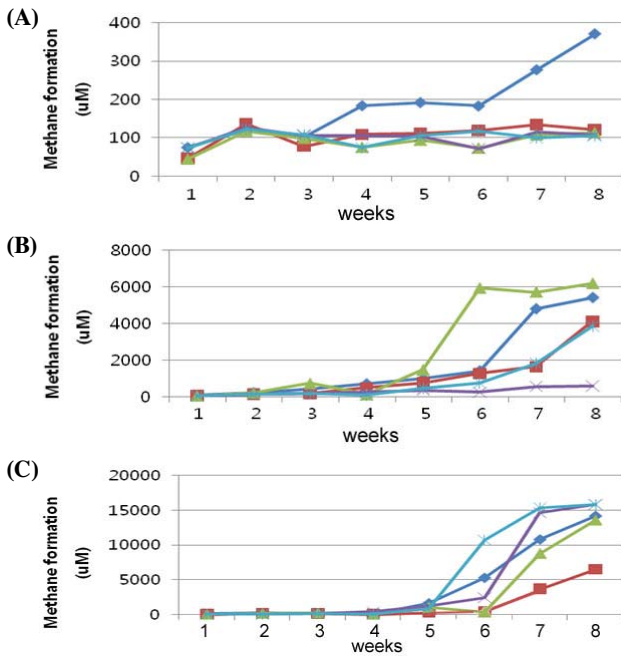 (A)
Methane formation
(uM)
400
300
200
100
0
1 2 3 4 5 6 7 8
weeks
(B)
Methane formation
(uM)
8000
6000
4000
2000
0
1 2 3 4 5 6 7 8
weeks
(C)
Methane formation
(uM)
20000
15000
10000
5000
0
1 2 3 4 5 6 7 8
weeks